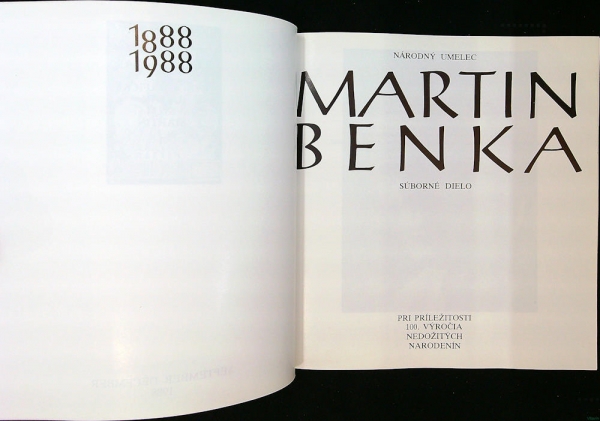 1888
1988
NÁRODNÝ UMELEC
MARTIN
BENKA
SÚBORNÉ DIELO
PRI PRÍLEŽITOSTI
100. VÝROČIA
NEDOŽITÝCH
NARODENÍN